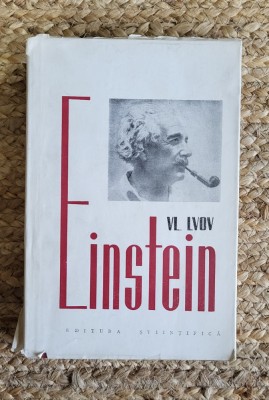 VL. LVOV
Einstein
EDITURA ȘTIINȚIFICĂ